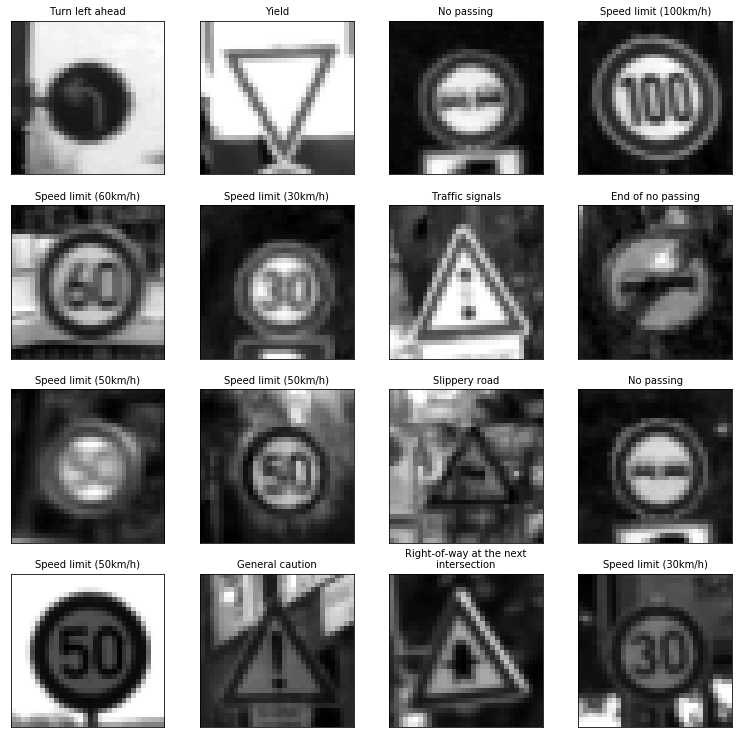 Turn left ahead
Yield
No passing
Speed limit (100km/h)
100
Speed limit (60km/h)
Speed limit (30km/h)
Traffic signals
End of no passing
60
30
Speed limit (50km/h)
Speed limit (50km/h)
Slippery road
No passing
50
Speed limit (50km/h)
General caution
Right-of-way at the next
intersection
Speed limit (30km/h)
50
!
30